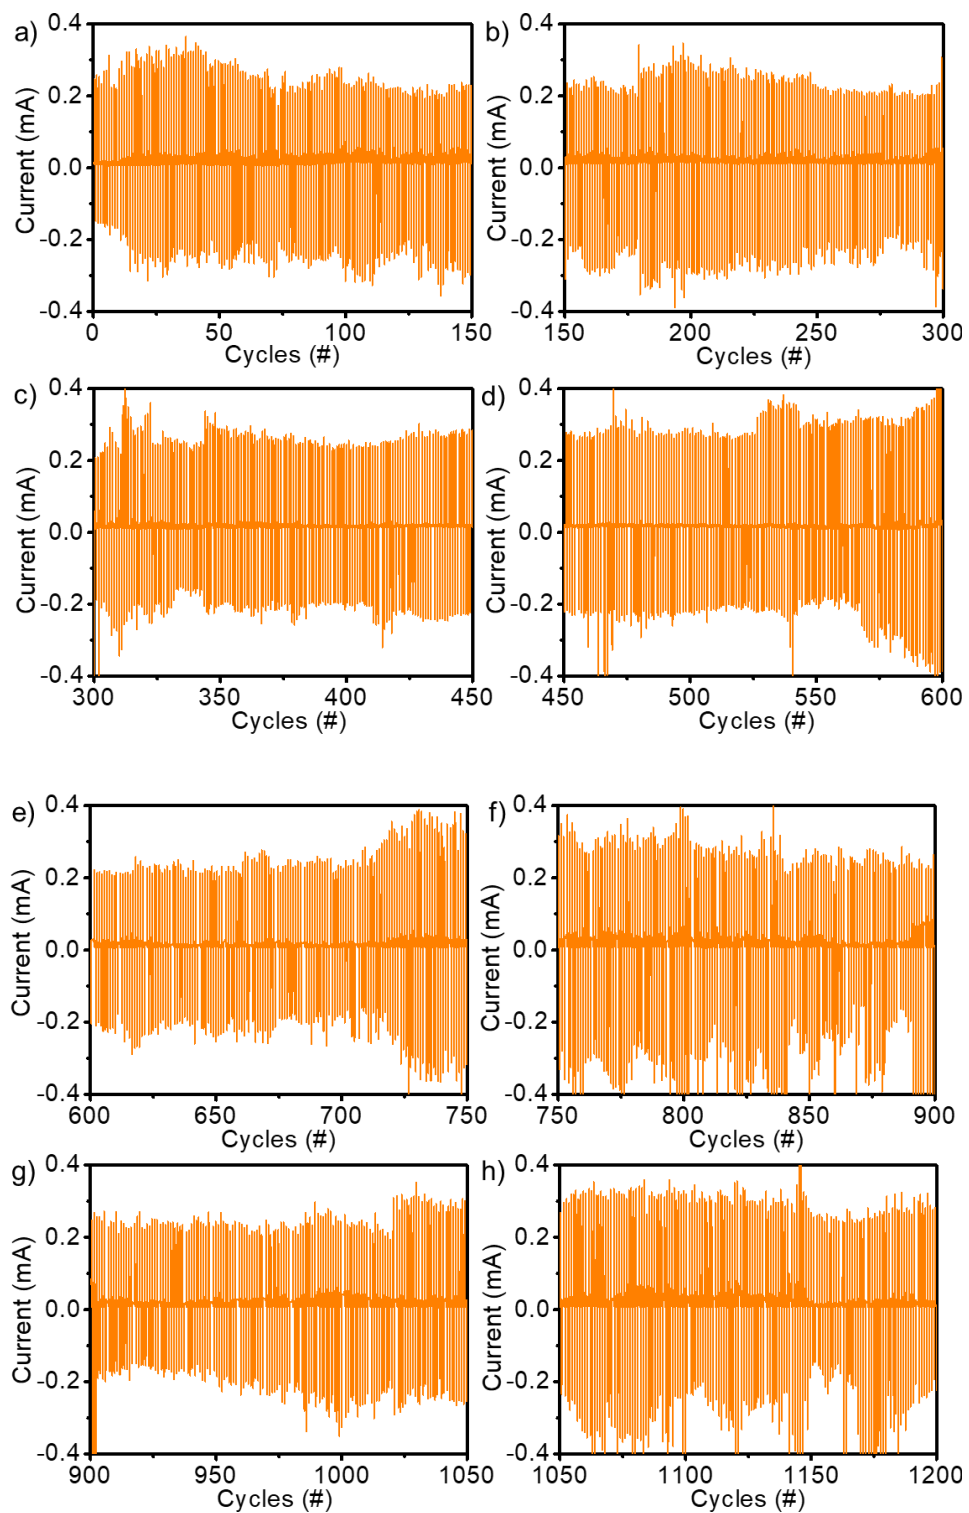 a)
0.4
0.2
0.0
-0.2
-0.4
Current (mA)
0 50 100 150
Cycles (#)
b)
0.4
0.2
0.0
-0.2
-0.4
Current (mA)
150 200 250 300
Cycles (#)
c)
0.4
0.2
0.0
-0.2
-0.4
Current (mA)
300 350 400 450
Cycles (#)
d)
0.4
0.2
0.0
-0.2
-0.4
Current (mA)
450 500 550 600
Cycles (#)
e)
0.4
0.2
0.0
-0.2
-0.4
Current (mA)
600 650 700 750
Cycles (#)
f)
0.4
0.2
0.0
-0.2
-0.4
Current (mA)
750 800 850 900
Cycles (#)
g)
0.4
0.2
0.0
-0.2
-0.4
Current (mA)
900 950 1000 1050
Cycles (#)
h)
0.4
0.2
0.0
-0.2
-0.4
Current (mA)
1050 1100 1150 1200
Cycles (#)